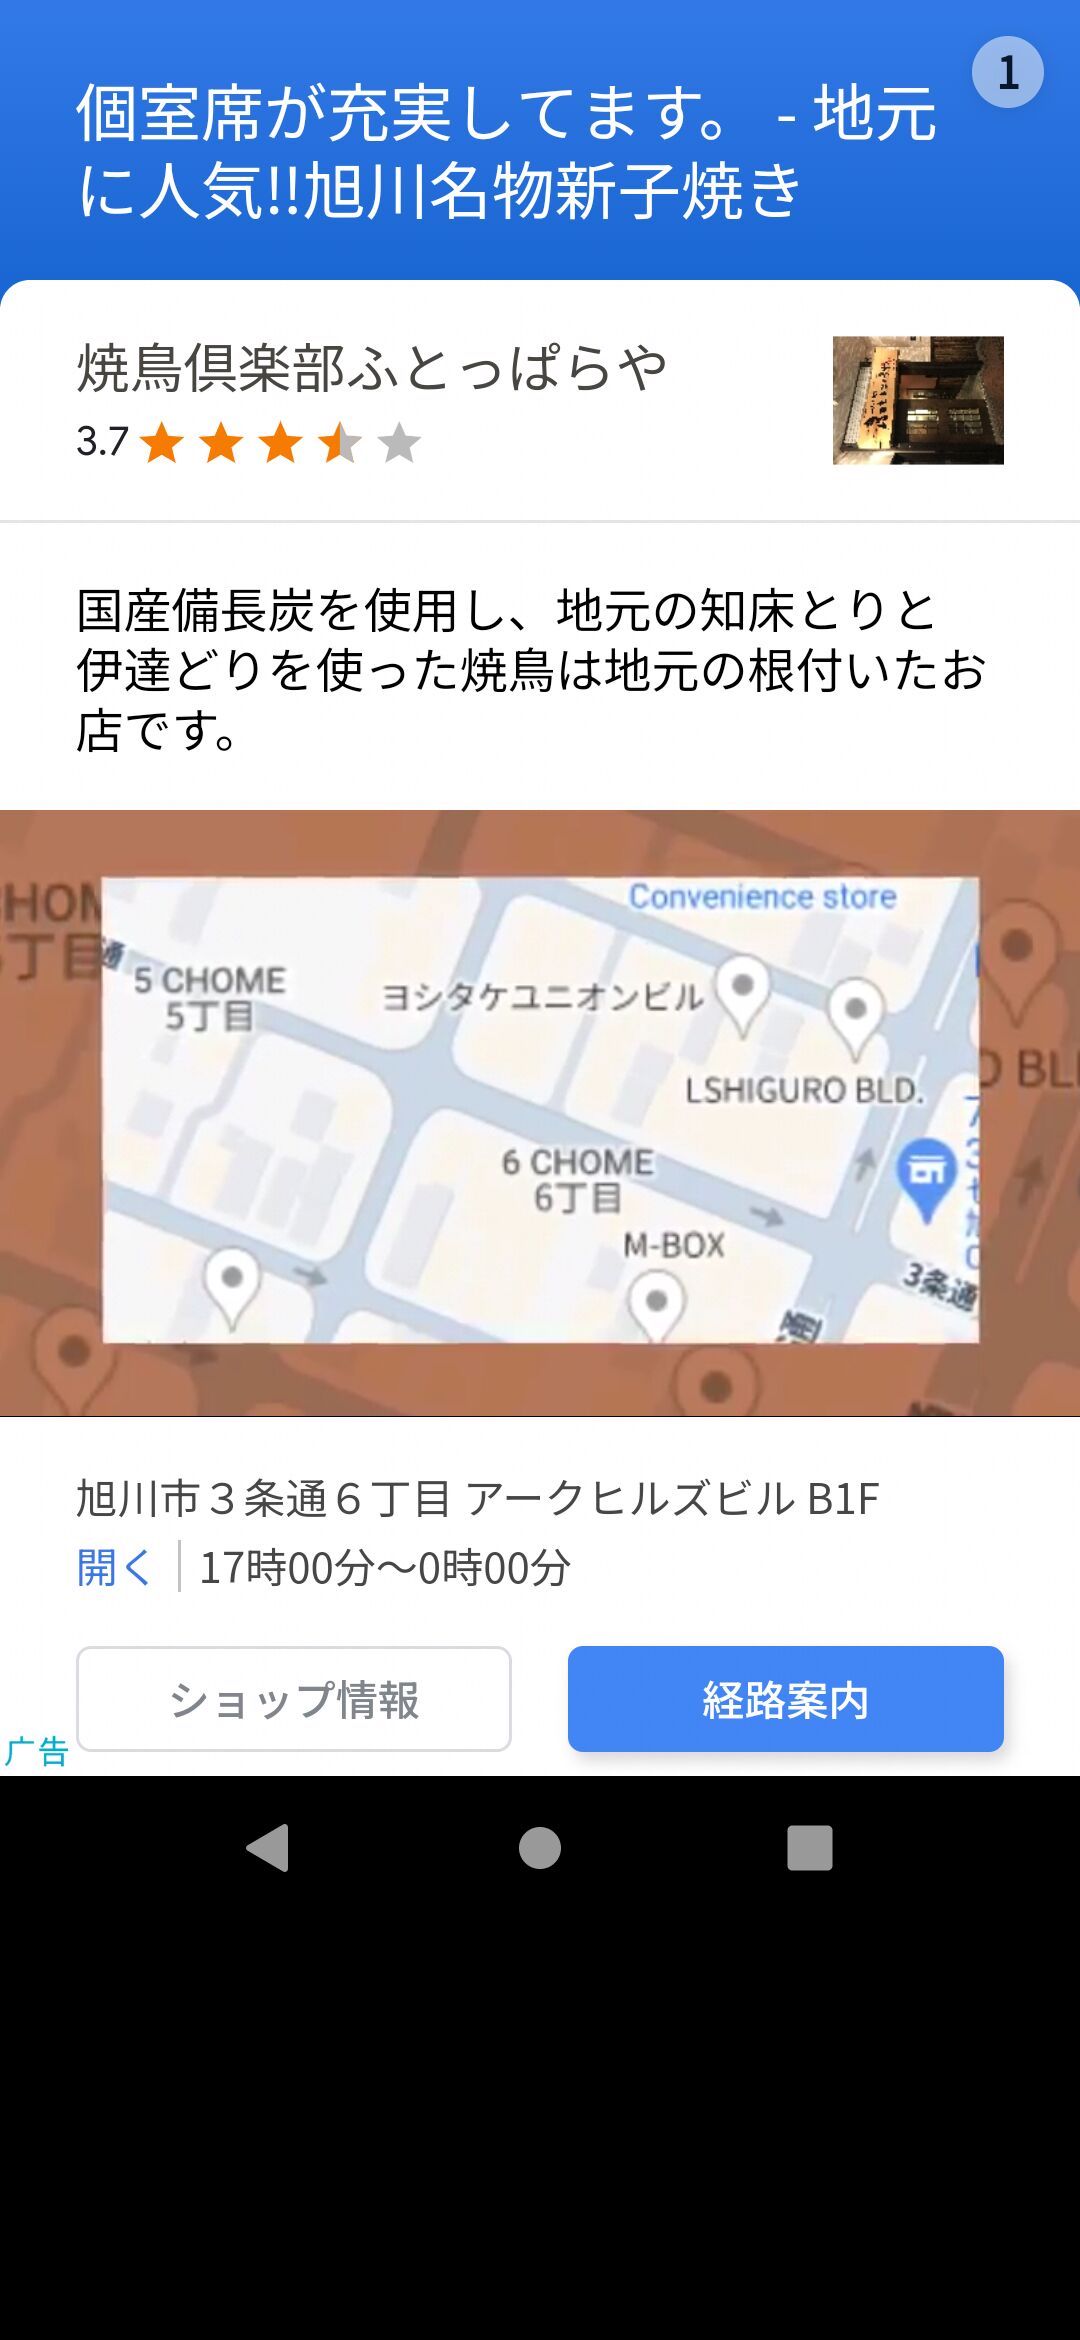 1
個室席が充実してます。 - 地元
に人気!!旭川名物新子焼き
焼鳥倶楽部ふとっぱらや
3.7
国産備長炭を使用し、地元の知床とりと
伊達どりを使った焼鳥は地元の根付いたお
店です。
Convenience store
通
5 CHOME
5丁目
ヨシタケユニオンビル
LSHIGURO BLD.
6 CHOME
6丁目
M-BOX
3条通
通
旭川市３条通６丁目 アークヒルズビル B1F
開く | 17時00分～0時00分
ショップ情報
経路案内
广告